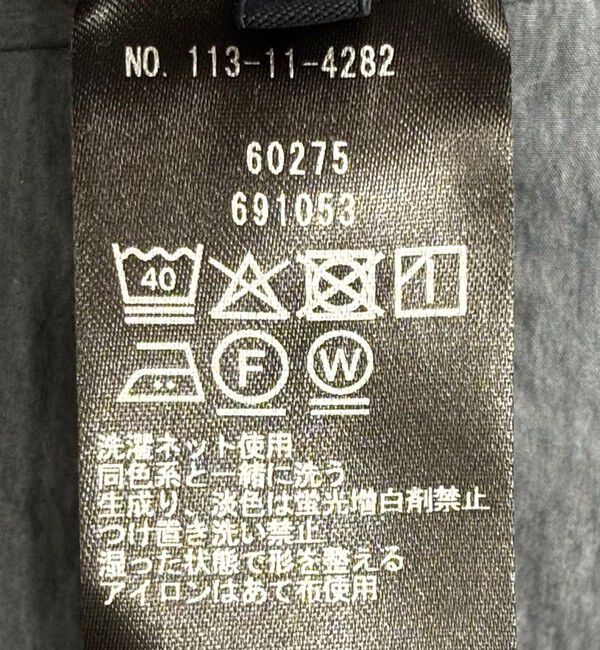 NO. 113-11-4282
60275
691053
40
F W
洗濯ネット使用
同色系と一緒に洗う
生成り、淡色は蛍光増白剤禁止
つけ置き洗い禁止
湿った状態で形を整える
アイロンはあて布使用